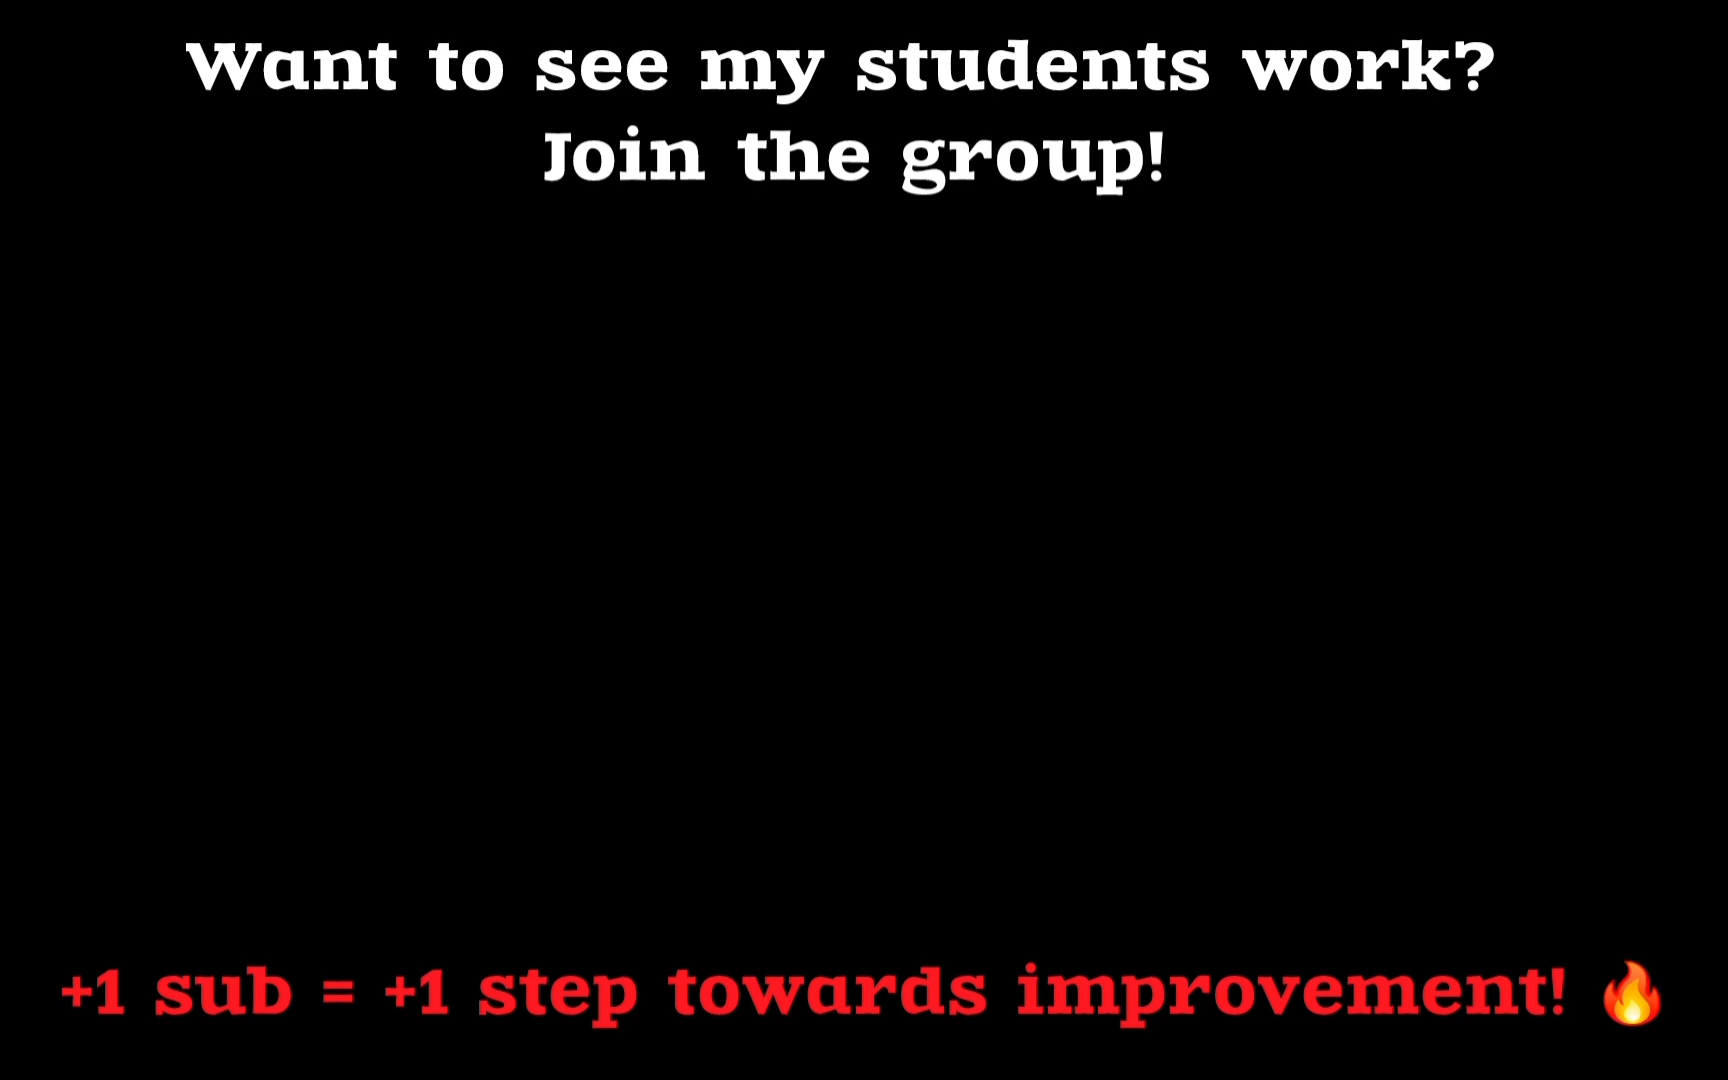 Want to see my students work?
Join the group!
+1 sub = +1 step towards improvement! 🔥